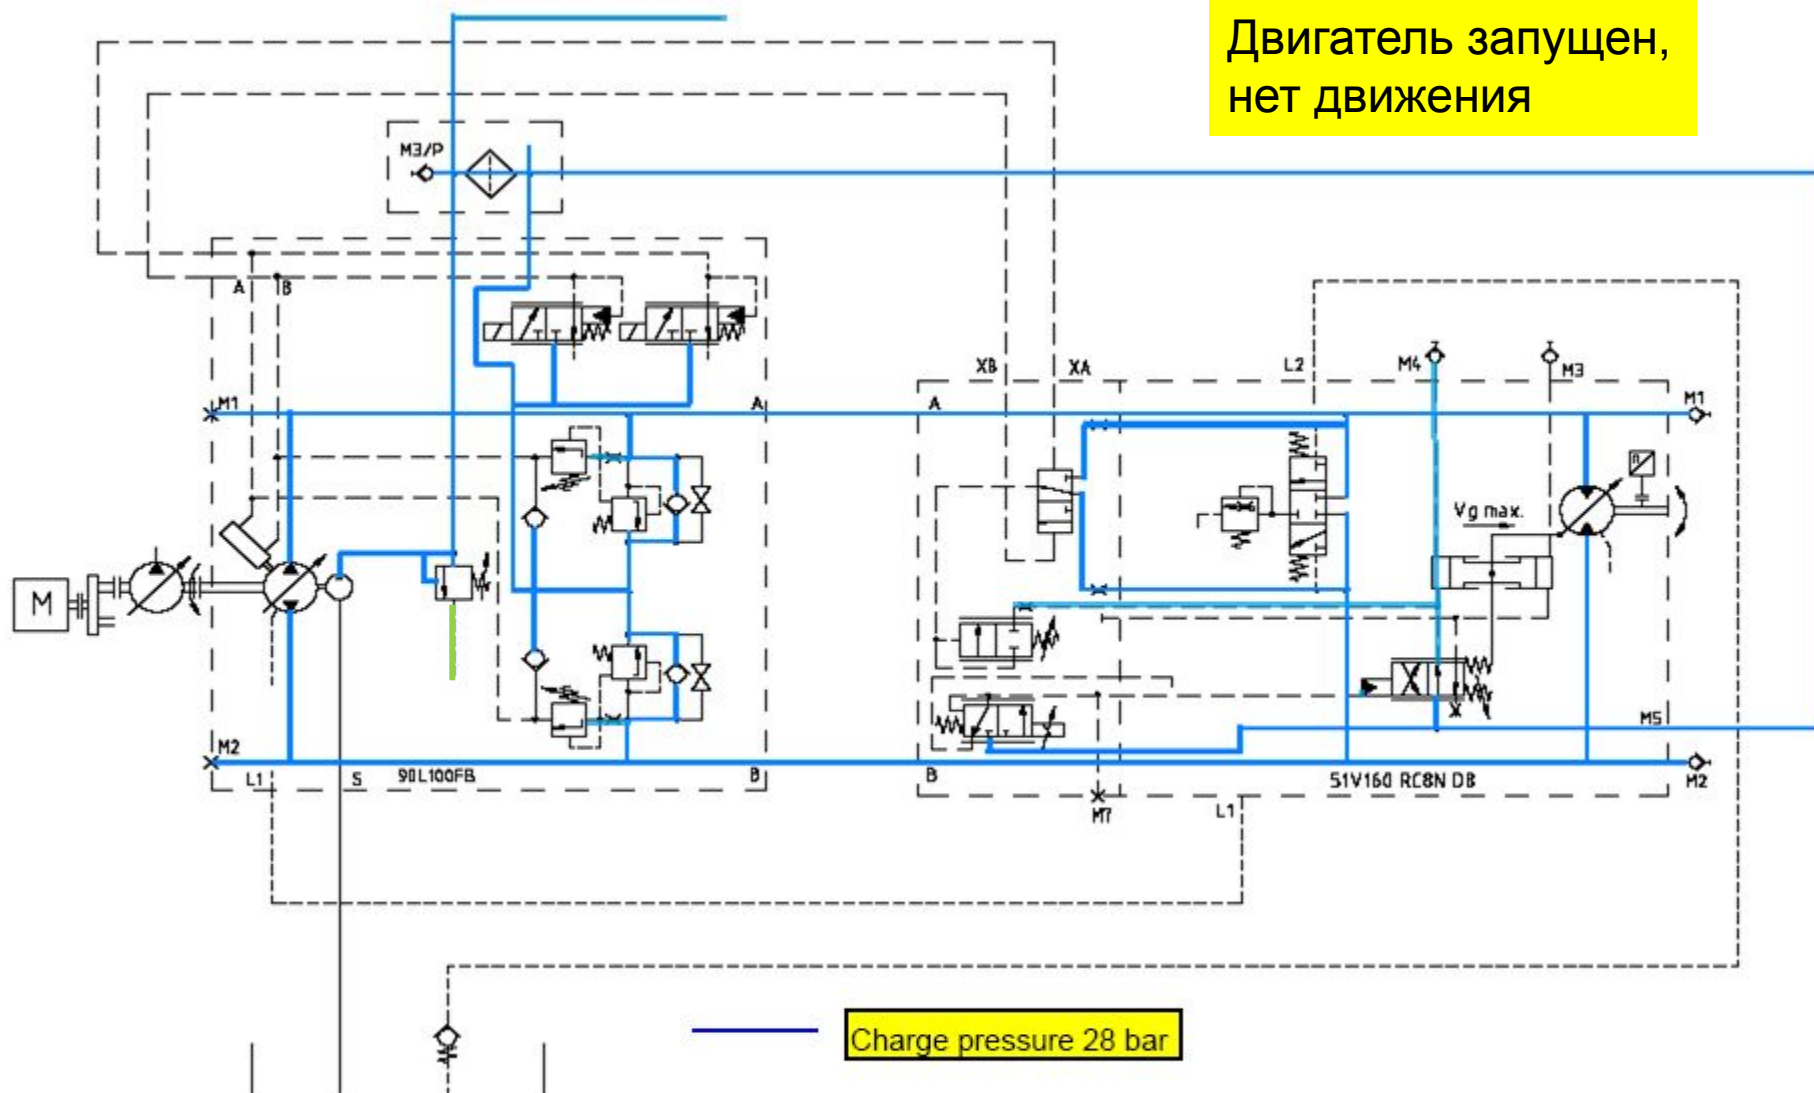 Двигатель запущен,
нет движения
M3/P
A
B
XB
XA
L2
M4
M3
M1
A
A
M1
n
Vg max.
M
M2
L1
S
90L100FB
B
B
M5
51V160 RC8N DB
M2
M7
L1
Charge pressure 28 bar